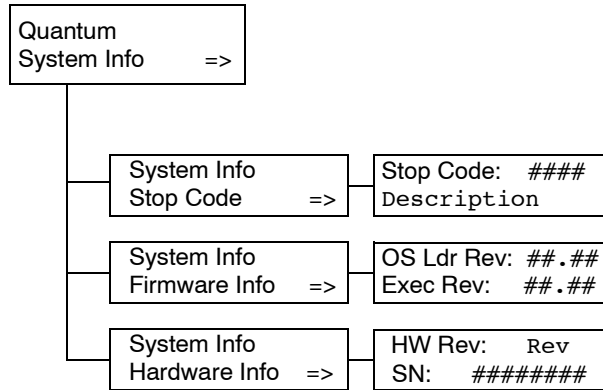 Quantum
System Info =>
System Info
Stop Code =>
Stop Code: ####
Description
System Info
Firmware Info =>
OS Ldr Rev: ##.##
Exec Rev: ##.##
System Info
Hardware Info =>
HW Rev: Rev
SN: ########